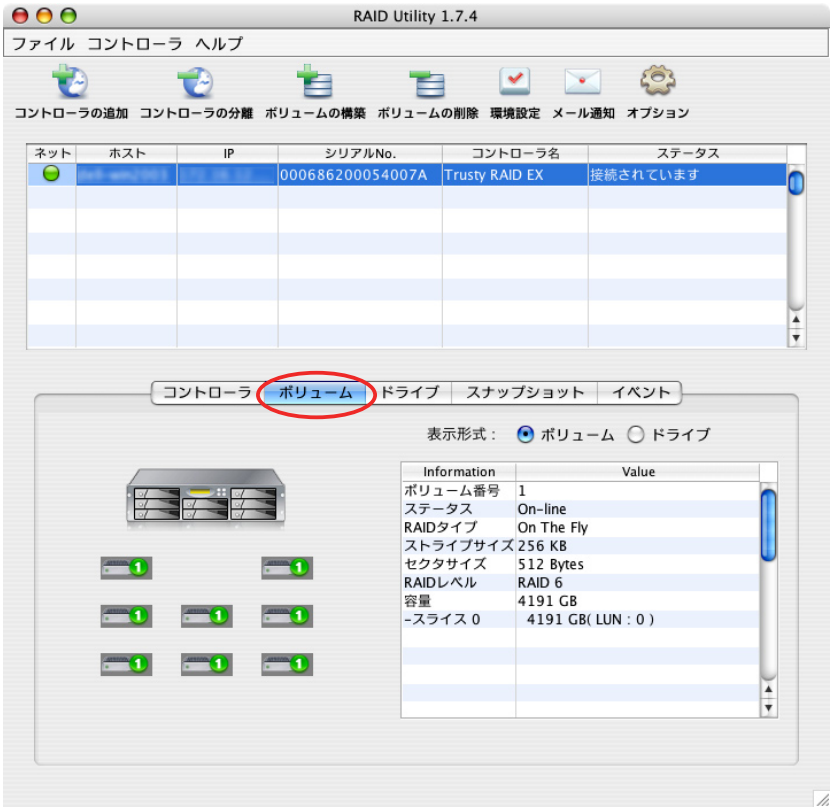 RAID Utility 1.7.4
ファイル コントローラ ヘルプ
コントローラの追加 コントローラの分離 ボリュームの構築 ボリュームの削除 環境設定 メール通知 オプション
ネット ホスト IP シリアルNo. コントローラ名 ステータス
000686200054007A Trusty RAID EX 接続されています
コントローラ ボリューム ドライブ スナップショット イベント
表示形式： ボリューム ドライブ
Information Value
ボリューム番号 1
ステータス On-line
RAIDタイプ On The Fly
ストライプサイズ 256 KB
セクタサイズ 512 Bytes
RAIDレベル RAID 6
容量 4191 GB
-スライス 0 4191 GB( LUN : 0 )
1 1
1 1 1
1 1 1